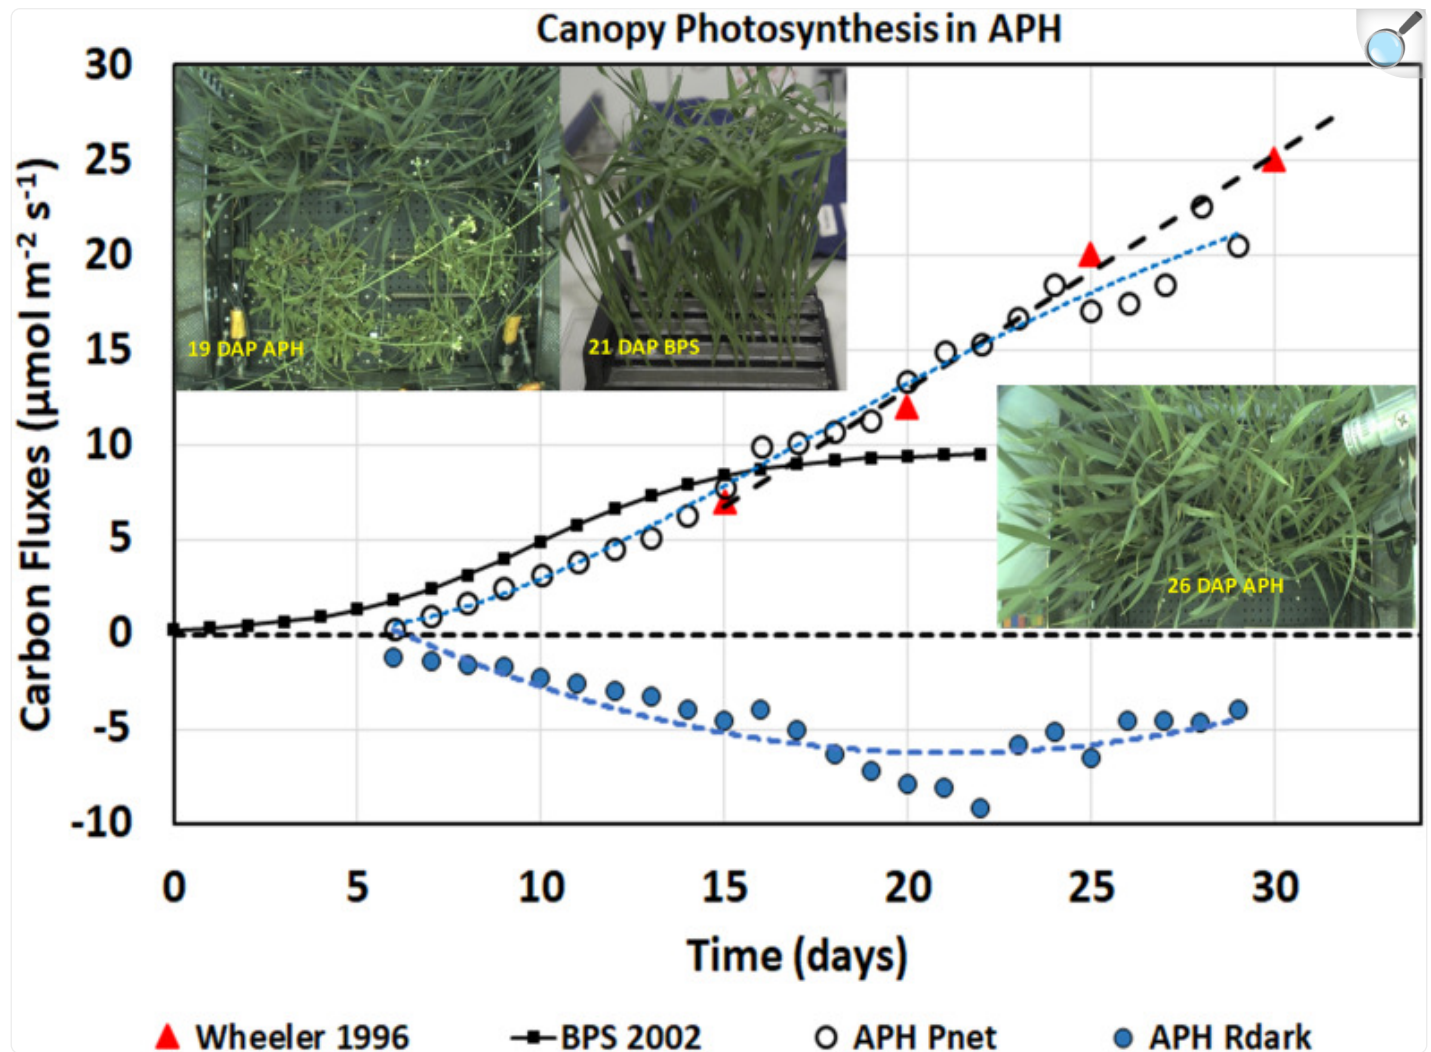 Canopy Photosynthesis in APH
Carbon Fluxes (µmol m⁻² s⁻¹)
30
25
20
15
10
5
0
-5
-10
19 DAP APH
21 DAP BPS
26 DAP APH
0 5 10 15 20 25 30
Time (days)
Wheeler 1996 BPS 2002 APH Pnet APH Rdark